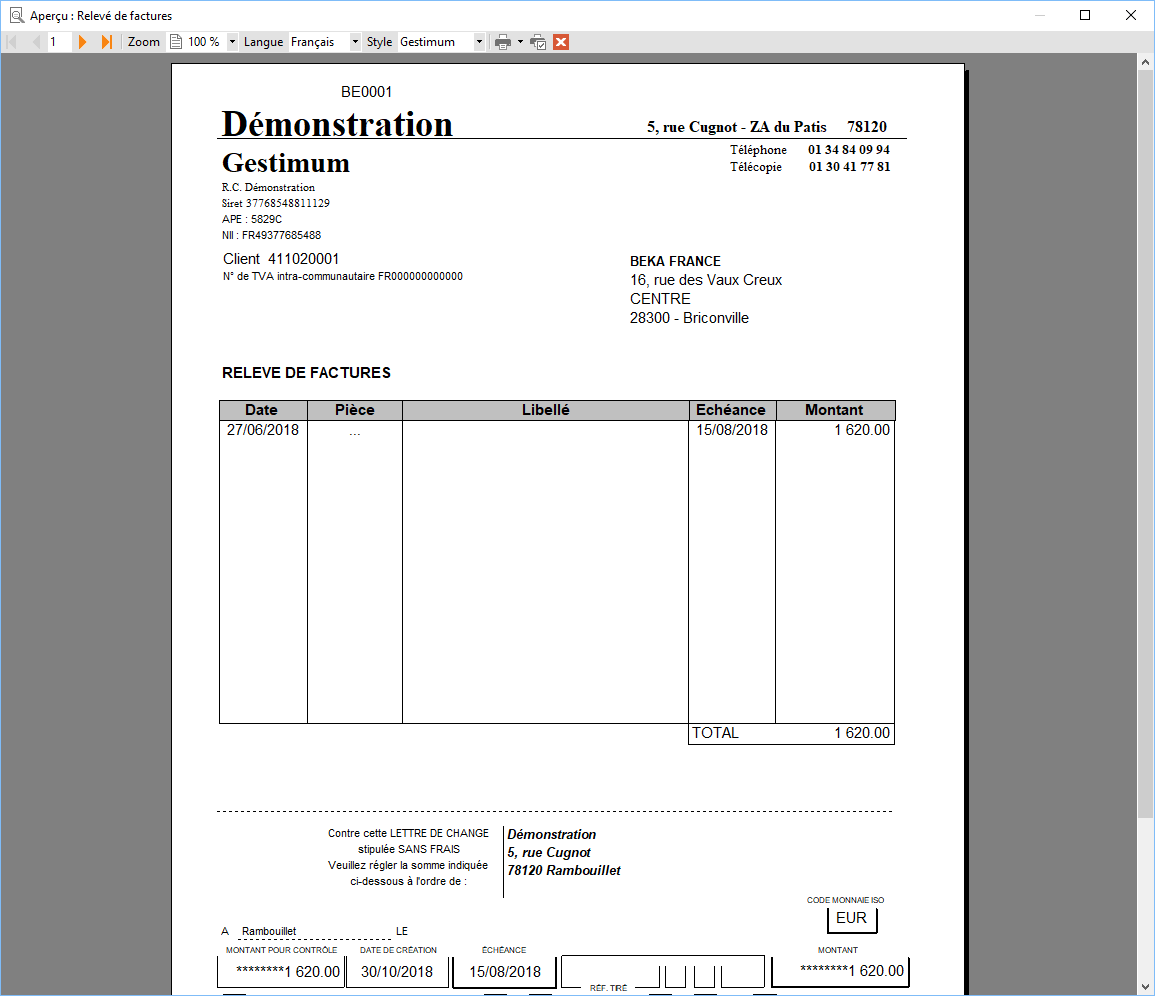 Aperçu : Relevé de factures
1 Zoom 100 % Langue Français Style Gestimum
BE0001
Démonstration 5, rue Cugnot - ZA du Patis 78120
Téléphone 01 34 84 09 94
Gestimum
Télécopie 01 30 41 77 81
R.C. Démonstration
Siret 37768548811129
APE : 5829C
NII : FR49377685488
Client 411020001
N° de TVA intra-communautaire FR000000000000
BEKA FRANCE
16, rue des Vaux Creux
CENTRE
28300 - Briconville
RELEVE DE FACTURES
Date Pièce Libellé Echéance Montant
27/06/2018 ... 15/08/2018 1 620.00
TOTAL 1 620.00
Contre cette LETTRE DE CHANGE
stipulée SANS FRAIS
Veuillez régler la somme indiquée
ci-dessous à l'ordre de :
Démonstration
5, rue Cugnot
78120 Rambouillet
CODE MONNAIE ISO
EUR
A Rambouillet LE
MONTANT POUR CONTRÔLE DATE DE CRÉATION ÉCHÉANCE MONTANT
********1 620.00 30/10/2018 15/08/2018 ********1 620.00
RÉF. TIRÉ